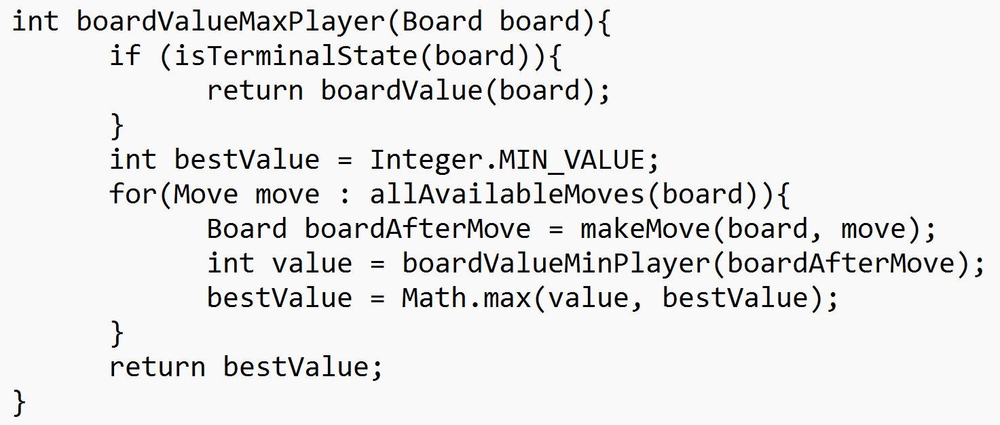 int boardValueMaxPlayer(Board board){
      if (isTerminalState(board)){
            return boardValue(board);
      }
      int bestValue = Integer.MIN_VALUE;
      for(Move move : allAvailableMoves(board)){
            Board boardAfterMove = makeMove(board, move);
            int value = boardValueMinPlayer(boardAfterMove);
            bestValue = Math.max(value, bestValue);
      }
      return bestValue;
}